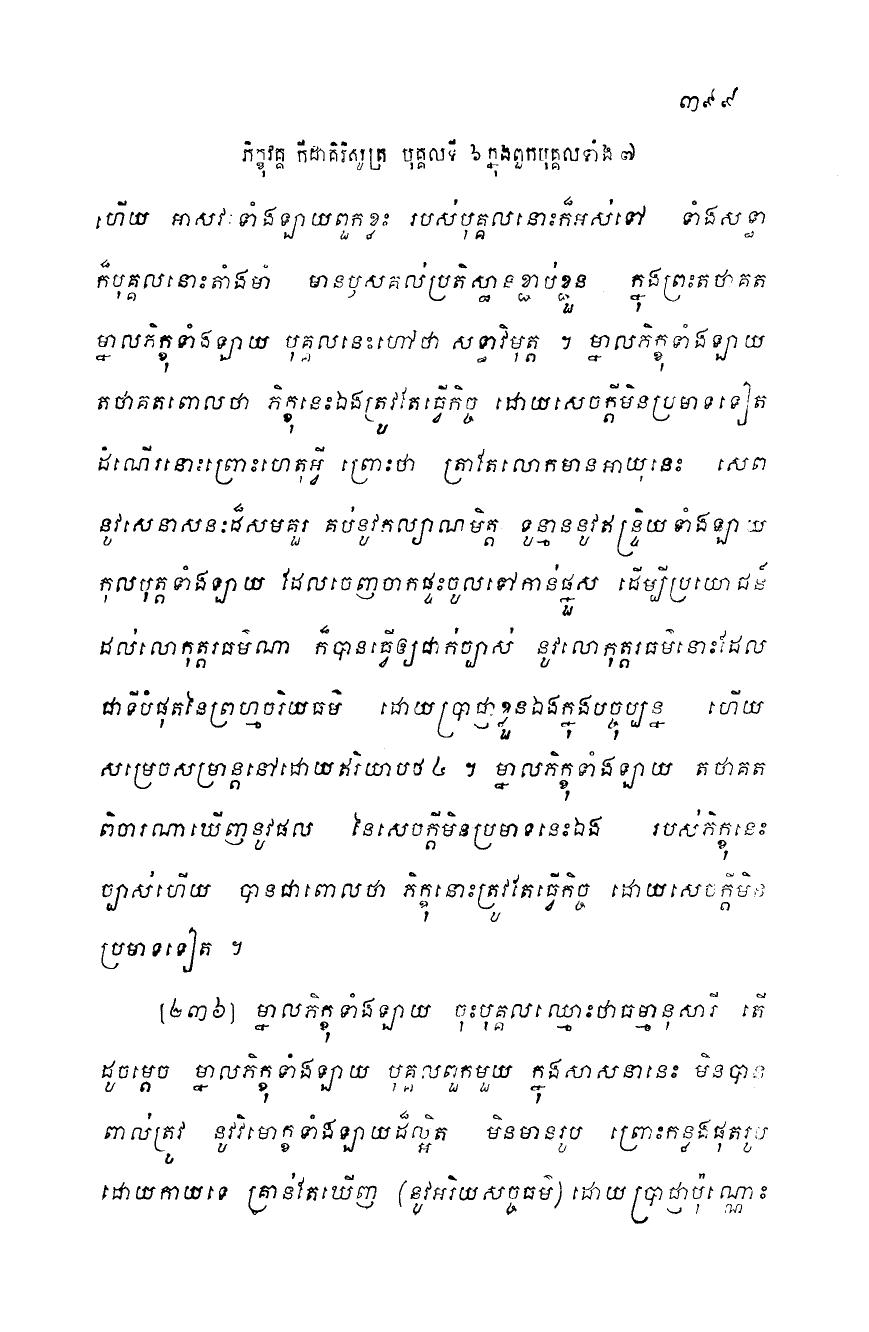 ៣៩៩
ភិក្ខុវគ្គ កីដាគិរិសូត្រ បុគ្គលទី ៦ ក្នុងពួកបុគ្គលទាំង ៧
ហើយ អាសវៈទាំងឡាយពួកខ្លះ របស់បុគ្គលនោះក៏អស់ទៅ ទាំងសទ្ធា
ក៏បុគ្គលនោះតាំងមាំ មានឫសគល់ប្រតិស្ឋានខ្ជាប់ខ្ជួន ក្នុងព្រះតថាគត
ម្នាលភិក្ខុទាំងឡាយ បុគ្គលនេះហៅថា សទ្ធាវិមុត្ត ។ ម្នាលភិក្ខុទាំងឡាយ
តថាគតពោលថា ភិក្ខុនេះឯងត្រូវតែធ្វើកិច្ច ដោយសេចក្តីមិនប្រមាទទៀត
ដំណើរនោះព្រោះហេតុអ្វី ព្រោះថា ត្រាតែលោកមានអាយុនេះ សេព
នូវសេនាសនះដ៏សមគួរ គប់នូវកល្យាណមិត្ត ទូន្មាននូវឥន្ទ្រិយទាំងឡាយ
កុលបុត្តទាំងឡាយ ដែលចេញចាកផ្ទះចូលទៅកាន់ផ្នួស ដើម្បីប្រយោជន៍
ដល់លោកុត្តរធម៌ណា ក៏បានធ្វើឲ្យជាក់ច្បាស់ នូវលោកុត្តរធម៌នោះដែល
ជាទីបំផុតនៃព្រហ្មចរិយធម៌ ដោយប្រាជ្ញាខ្លួនឯងក្នុងបច្ចុប្បន្ន ហើយ
សម្រេចសម្រាន្តនៅដោយឥរិយាបថ ៤ ។ ម្នាលភិក្ខុទាំងឡាយ តថាគត
ពិចារណាឃើញនូវផល នៃសេចក្តីមិនប្រមាទនេះឯង របស់ភិក្ខុនេះ
ច្បាស់ហើយ បានជាពោលថា ភិក្ខុនោះត្រូវតែធ្វើកិច្ច ដោយសេចក្តីមិន
ប្រមាទទៀត ។
[២៣៦] ម្នាលភិក្ខុទាំងឡាយ ចុះបុគ្គលឈ្មោះថាធម្មានុសារី តើ
ដូចម្តេច ម្នាលភិក្ខុទាំងឡាយ បុគ្គលពួកមួយ ក្នុងសាសនានេះ មិនបាន
ពាល់ត្រូវ នូវវិមោក្ខទាំងឡាយដ៏ល្អិត មិនមានរូប ព្រោះកន្លងផុតរូប
ដោយកាយទេ គ្រាន់តែឃើញ (នូវអរិយសច្ចធម៌) ដោយប្រាជ្ញាប៉ុណ្ណោះ